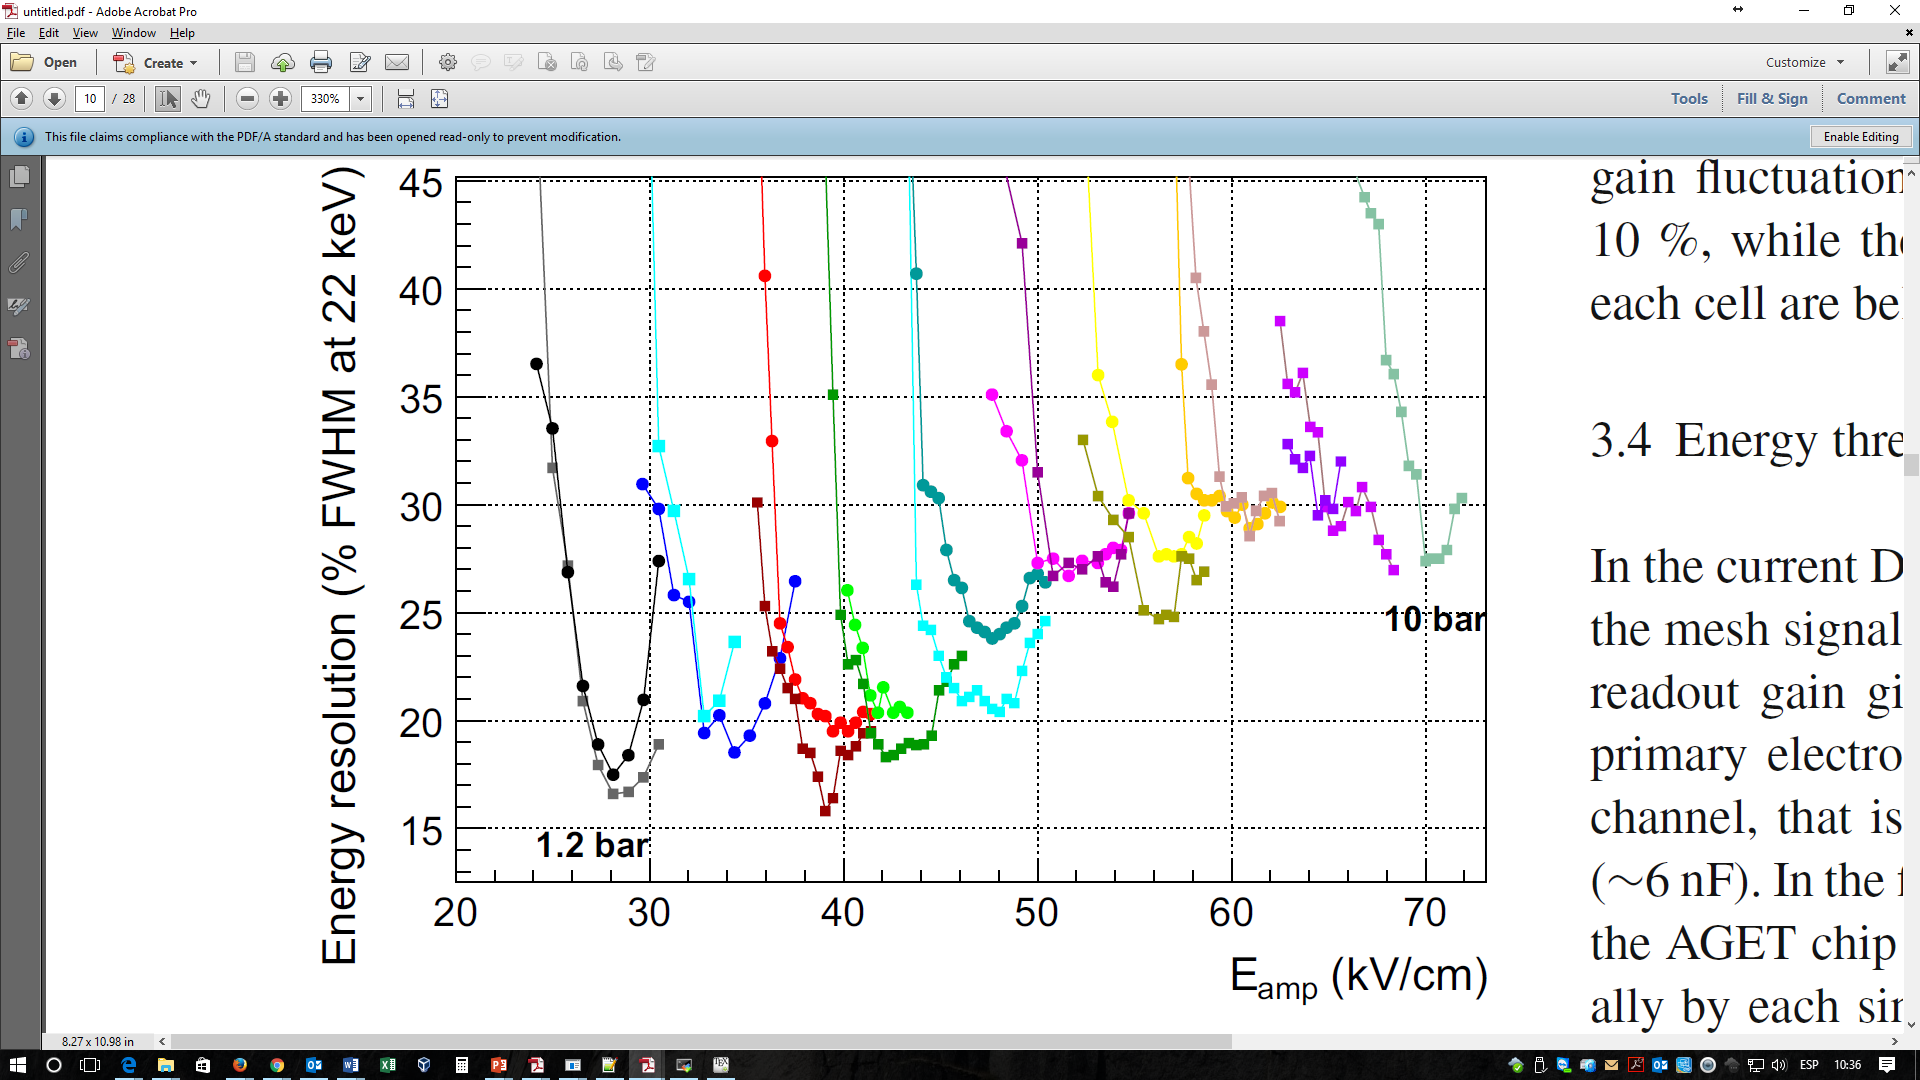 untitled.pdf - Adobe Acrobat Pro
File Edit View Window Help
Open Create Customize
10 / 28 330% Tools Fill & Sign Comment
This file claims compliance with the PDF/A standard and has been opened read-only to prevent modification. Enable Editing
Energy resolution (% FWHM at 22 keV)
45
40
35
30
25
20
15
1.2 bar
10 bar
20 30 40 50 60 70
Eamp (kV/cm)
gain fluctuation
10 %, while the
each cell are be
3.4 Energy thre
In the current D
the mesh signal
readout gain gi
primary electro
channel, that is
(~6 nF). In the f
the AGET chip
ally by each sin
8.27 x 10.98 in
ESP 10:36